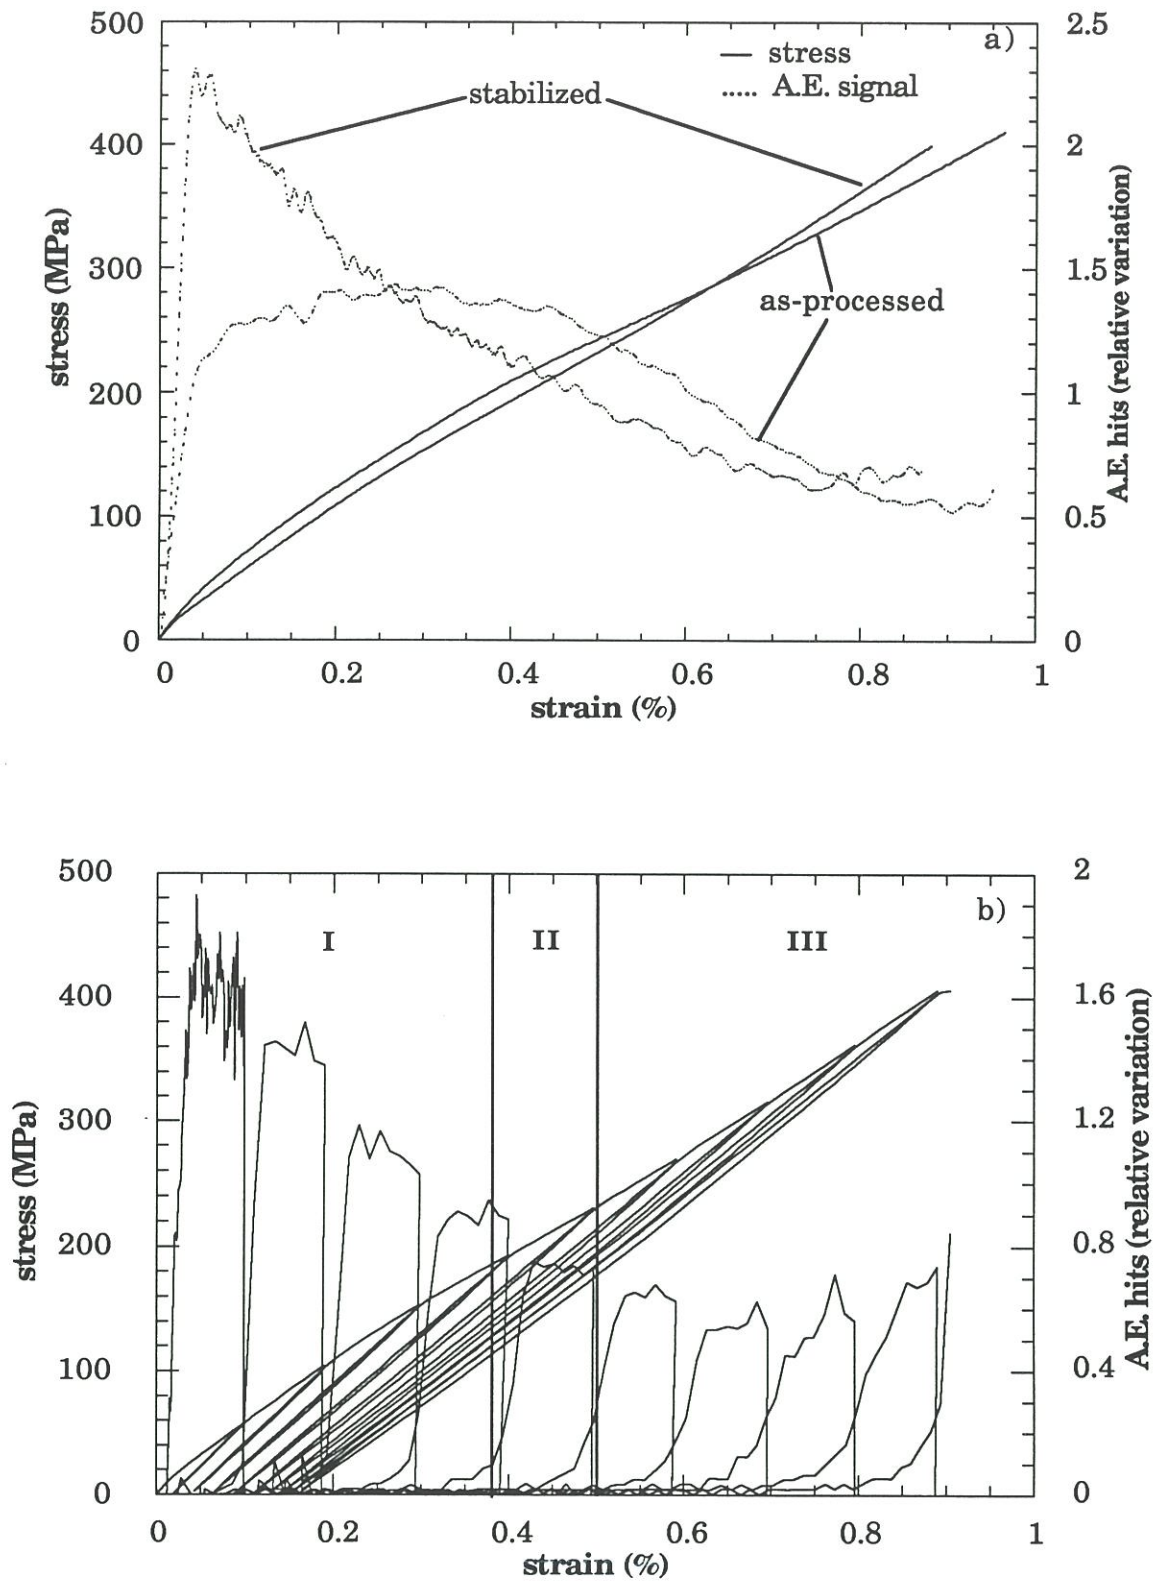 500
2.5
a)
stress
A.E. signal
stabilized
400
2
stress (MPa)
A.E. hits (relative variation)
300
1.5
as-processed
200
1
100
0.5
0
0
0
0.2
0.4
0.6
0.8
1
strain (%)
500
2
b)
I
II
III
400
1.6
stress (MPa)
A.E. hits (relative variation)
300
1.2
200
0.8
100
0.4
0
0
0
0.2
0.4
0.6
0.8
1
strain (%)